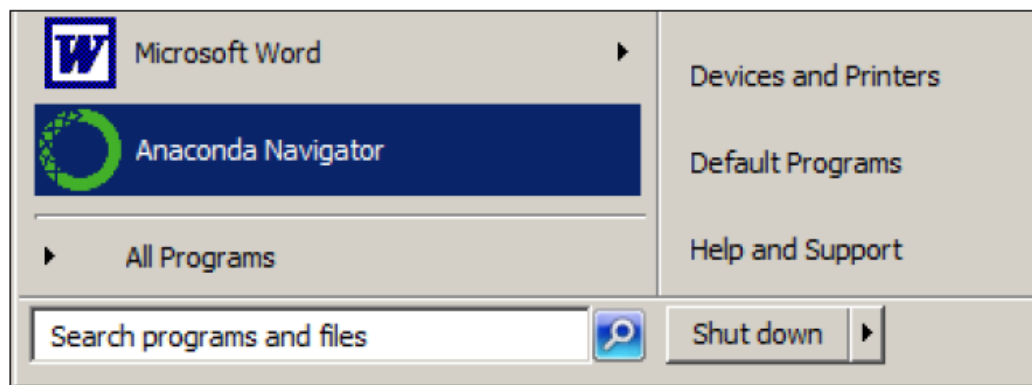 W
Microsoft Word
Anaconda Navigator
All Programs
Search programs and files
Devices and Printers
Default Programs
Help and Support
Shut down